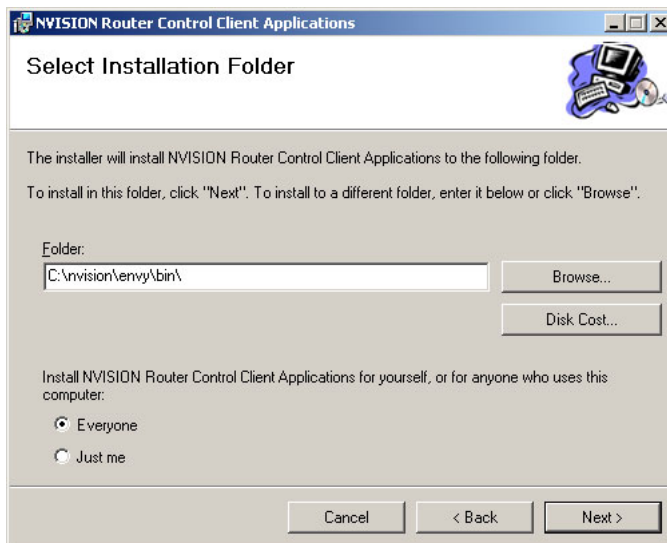 NVISION Router Control Client Applications
Select Installation Folder
The installer will install NVISION Router Control Client Applications to the following folder.
To install in this folder, click "Next". To install to a different folder, enter it below or click "Browse".
Folder:
C:\nvision\envy\bin\
Browse...
Disk Cost...
Install NVISION Router Control Client Applications for yourself, or for anyone who uses this
computer:
Everyone
Just me
Cancel
< Back
Next >